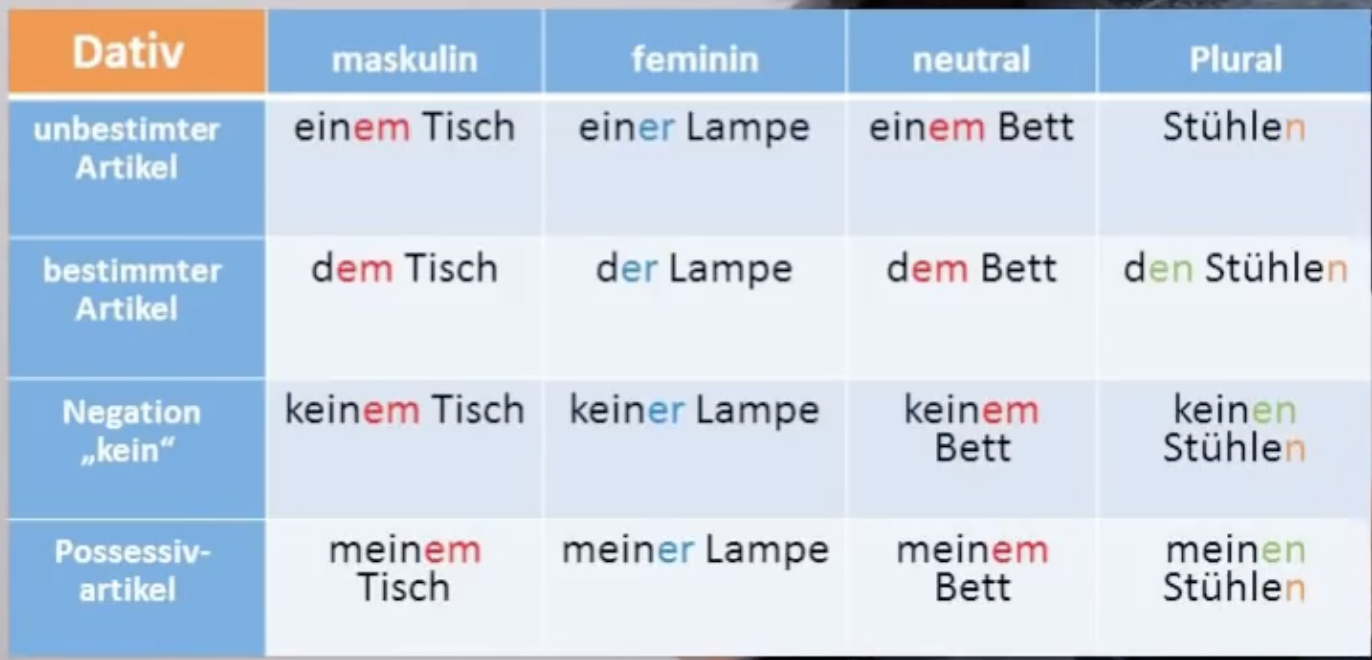 Dativ maskulin feminin neutral Plural
unbestimter Artikel einem Tisch einer Lampe einem Bett Stühlen
bestimmter Artikel dem Tisch der Lampe dem Bett den Stühlen
Negation „kein“ keinem Tisch keiner Lampe keinem Bett keinen Stühlen
Possessiv-artikel meinem Tisch meiner Lampe meinem Bett meinen Stühlen